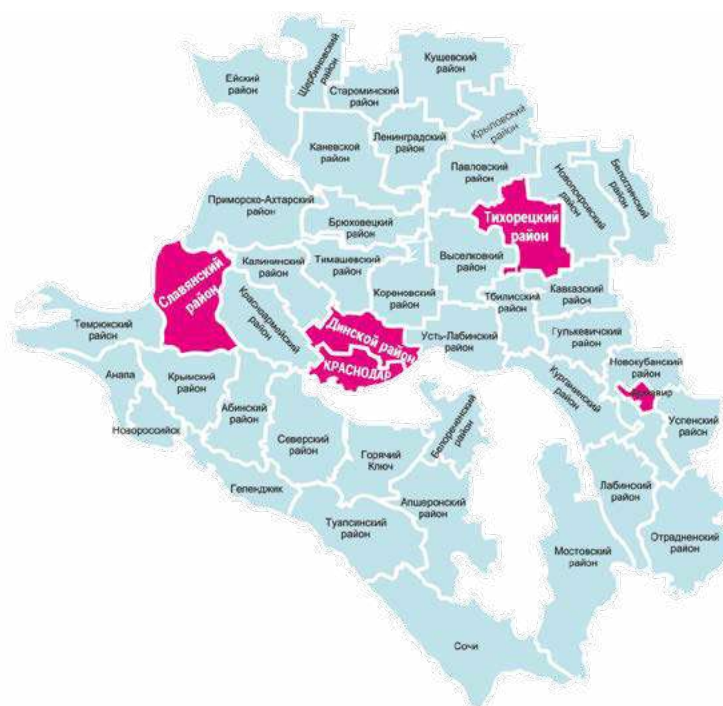 Щербиновский
район
Ейский
район
Староминский
район
Кущевский
район
Каневской
район
Ленинградский
район
Крыловский
район
Павловский
район
Новопокровский
район
Белоглинский
район
Приморско-Ахтарский
район
Брюховецкий
район
Тихорецкий
район
Славянский
район
Калининский
район
Тимашевский
район
Выселковский
район
Кореновский
район
Тбилисский
район
Кавказский
район
Темрюкский
район
Красноармейский
район
Динской район
КРАСНОДАР
Усть-Лабинский
район
Гулькевичский
район
Анапа
Крымский
район
Новокубанский
район
Курганинский
район
Армавир
Абинский
район
Новороссийск
Северский
район
Горячий
Ключ
Белореченский
район
Успенский
район
Геленджик
Апшеронский
район
Лабинский
район
Туапсинский
район
Мостовский
район
Отрадненский
район
Сочи